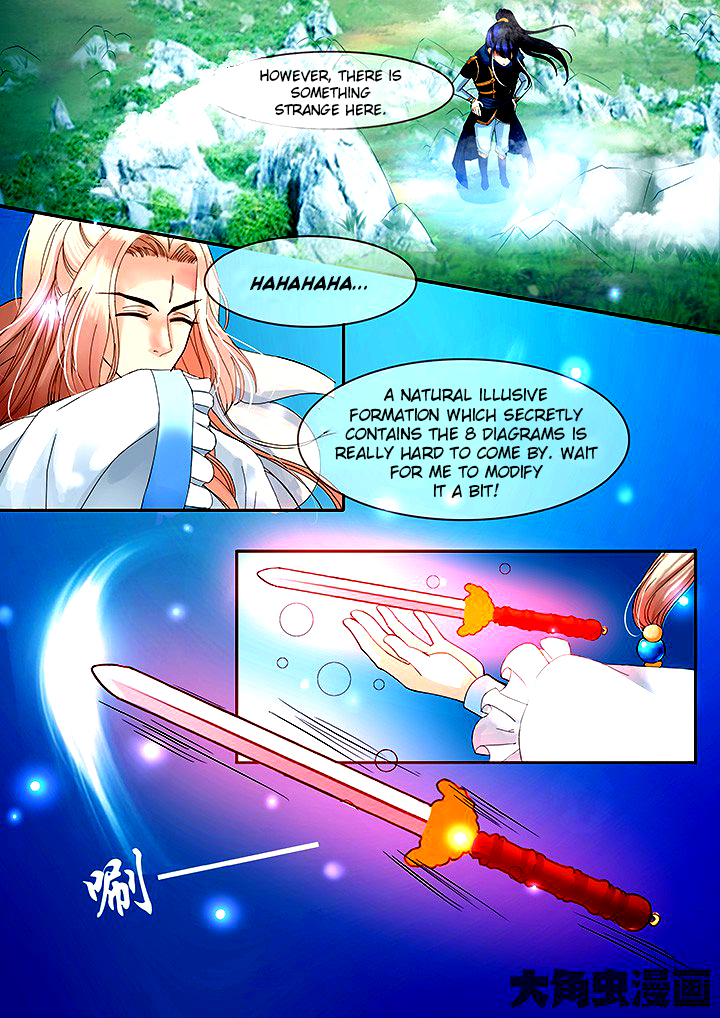 HOWEVER, THERE IS
SOMETHING
STRANGE HERE.
HAHAHAHA...
A NATURAL ILLUSIVE
FORMATION WHICH SECRETLY
CONTAINS THE 8 DIAGRAMS IS
REALLY HARD TO COME BY. WAIT
FOR ME TO MODIFY
IT A BIT!
唰
大角虫漫画